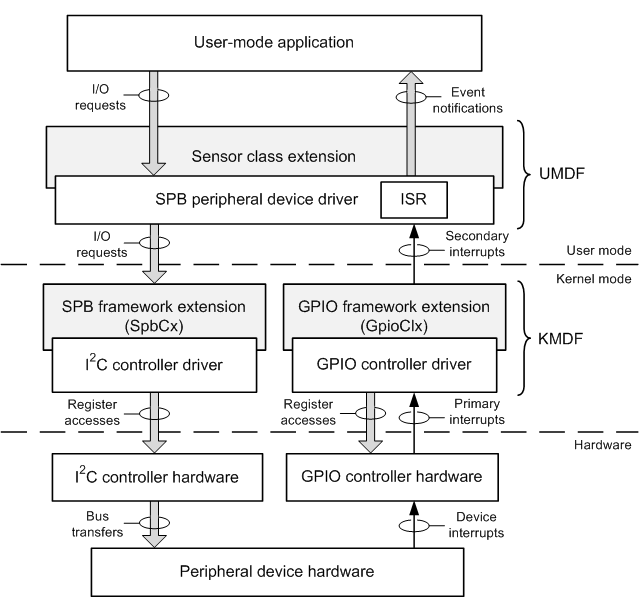 User-mode application
I/O
requests
Event
notifications
Sensor class extension
UMDF
SPB peripheral device driver
ISR
I/O
requests
Secondary
interrupts
User mode
Kernel mode
SPB framework extension
(SpbCx)
GPIO framework extension
(GpioClx)
KMDF
I²C controller driver
GPIO controller driver
Register
accesses
Register
accesses
Primary
interrupts
Hardware
I²C controller hardware
GPIO controller hardware
Bus
transfers
Device
interrupts
Peripheral device hardware